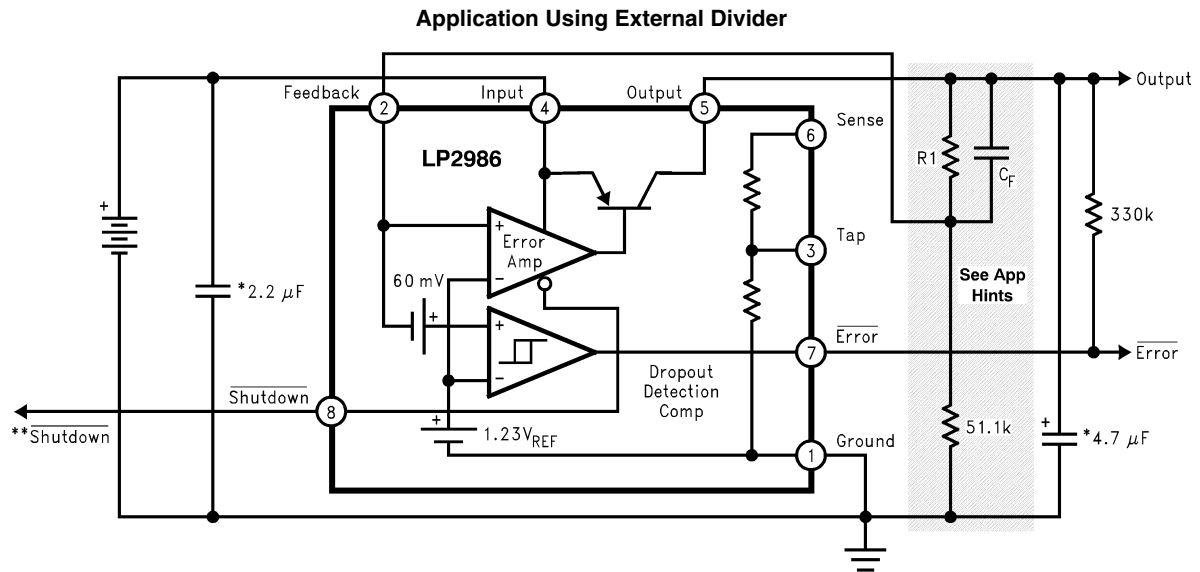 Application Using External Divider
Feedback
2
Input
4
Output
5
Output
6
Sense
LP2986
R1
C_F
330k
+
+
Error
Amp
−
Tap
3
*2.2 μF
60 mV
+
+
−
See App
Hints
Error
7
Error
Dropout
Detection
Comp
Shutdown
8
**Shutdown
+
1.23V_REF
Ground
1
51.1k
+
*4.7 μF